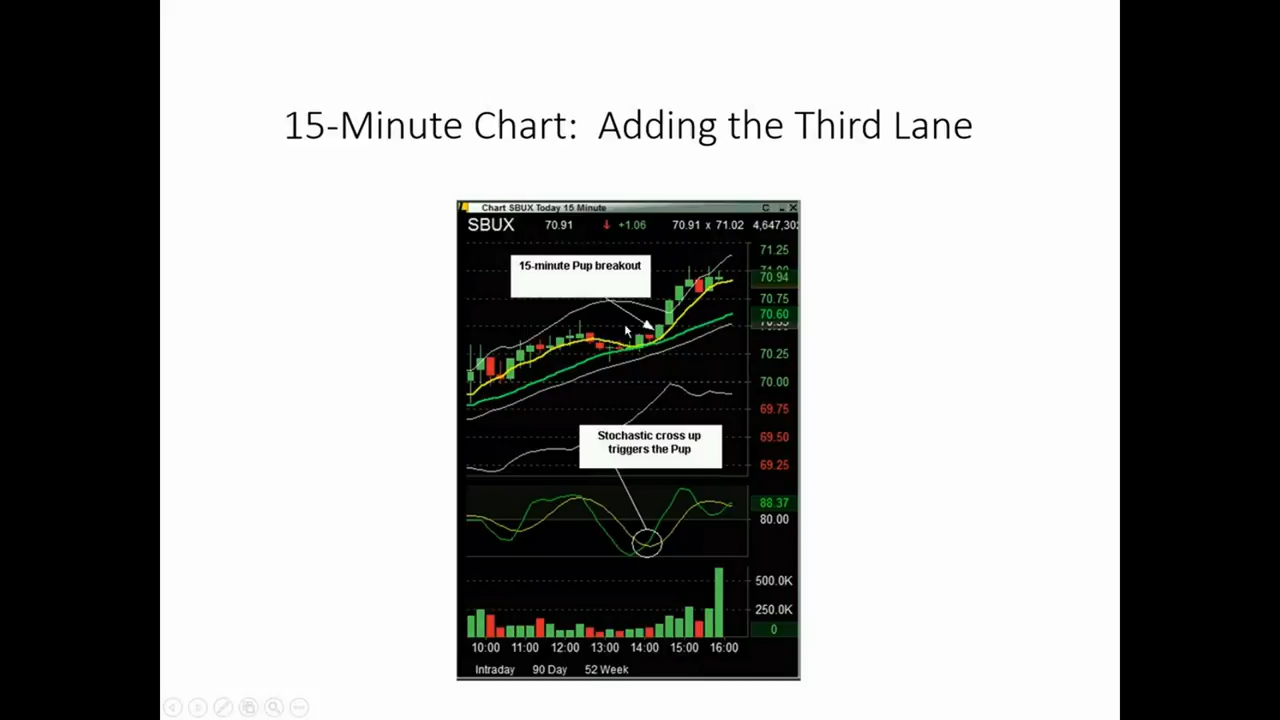 15-Minute Chart: Adding the Third Lane
Chart SBUX Today 15 Minute
C
SBUX 70.91 +1.06 70.91 x 71.02 4,647,302
71.25
15-minute Pup breakout
70.94
70.75
70.60
70.25
70.00
69.75
Stochastic cross up
triggers the Pup
69.50
69.25
88.37
80.00
500.0K
250.0K
0
10:00 11:00 12:00 13:00 14:00 15:00 16:00
Intraday 90 Day 52 Week